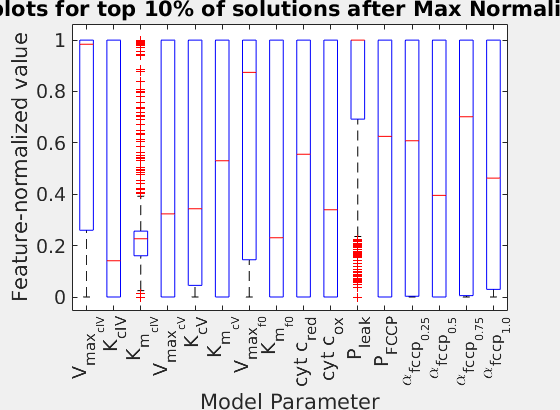 plots for top 10% of solutions after Max Normali
Feature-normalized value
1
0.8
0.6
0.4
0.2
0
V_max_cIV
K_cIV
K_m_cIV
V_max_cV
K_cV
K_m_cV
V_max_f0
K_m_f0
cyt c_red
cyt c_ox
P_leak
P_FCCP
α_fccp_0.25
α_fccp_0.5
α_fccp_0.75
α_fccp_1.0
Model Parameter